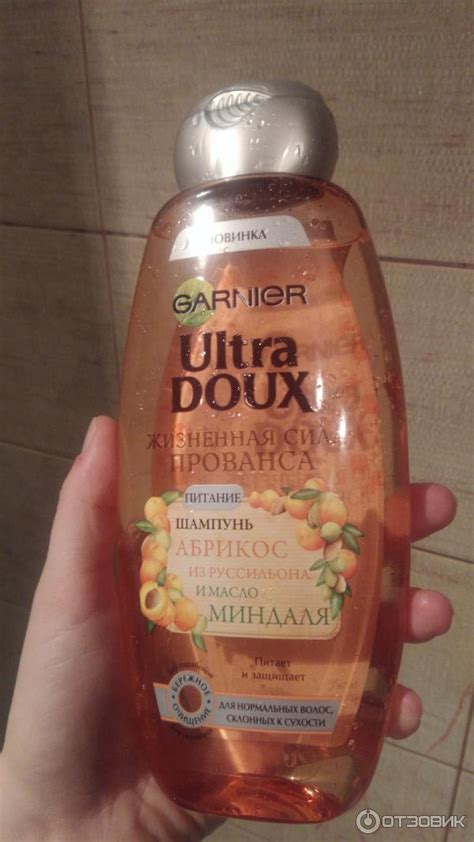 НОВИНКА
GARNIER
Ultra
DOUX
ЖИЗНЕННАЯ СИЛА
ПРОВАНСА
ПИТАНИЕ
ШАМПУНЬ
АБРИКОС
ИЗ РУССИЛЬОНА
И МАСЛО
МИНДАЛЯ
Питает
и защищает
БЕРЕЖНОЕ
ОЧИЩЕНИЕ
ДЛЯ НОРМАЛЬНЫХ ВОЛОС,
СКЛОННЫХ К СУХОСТИ
ОТЗОВИК